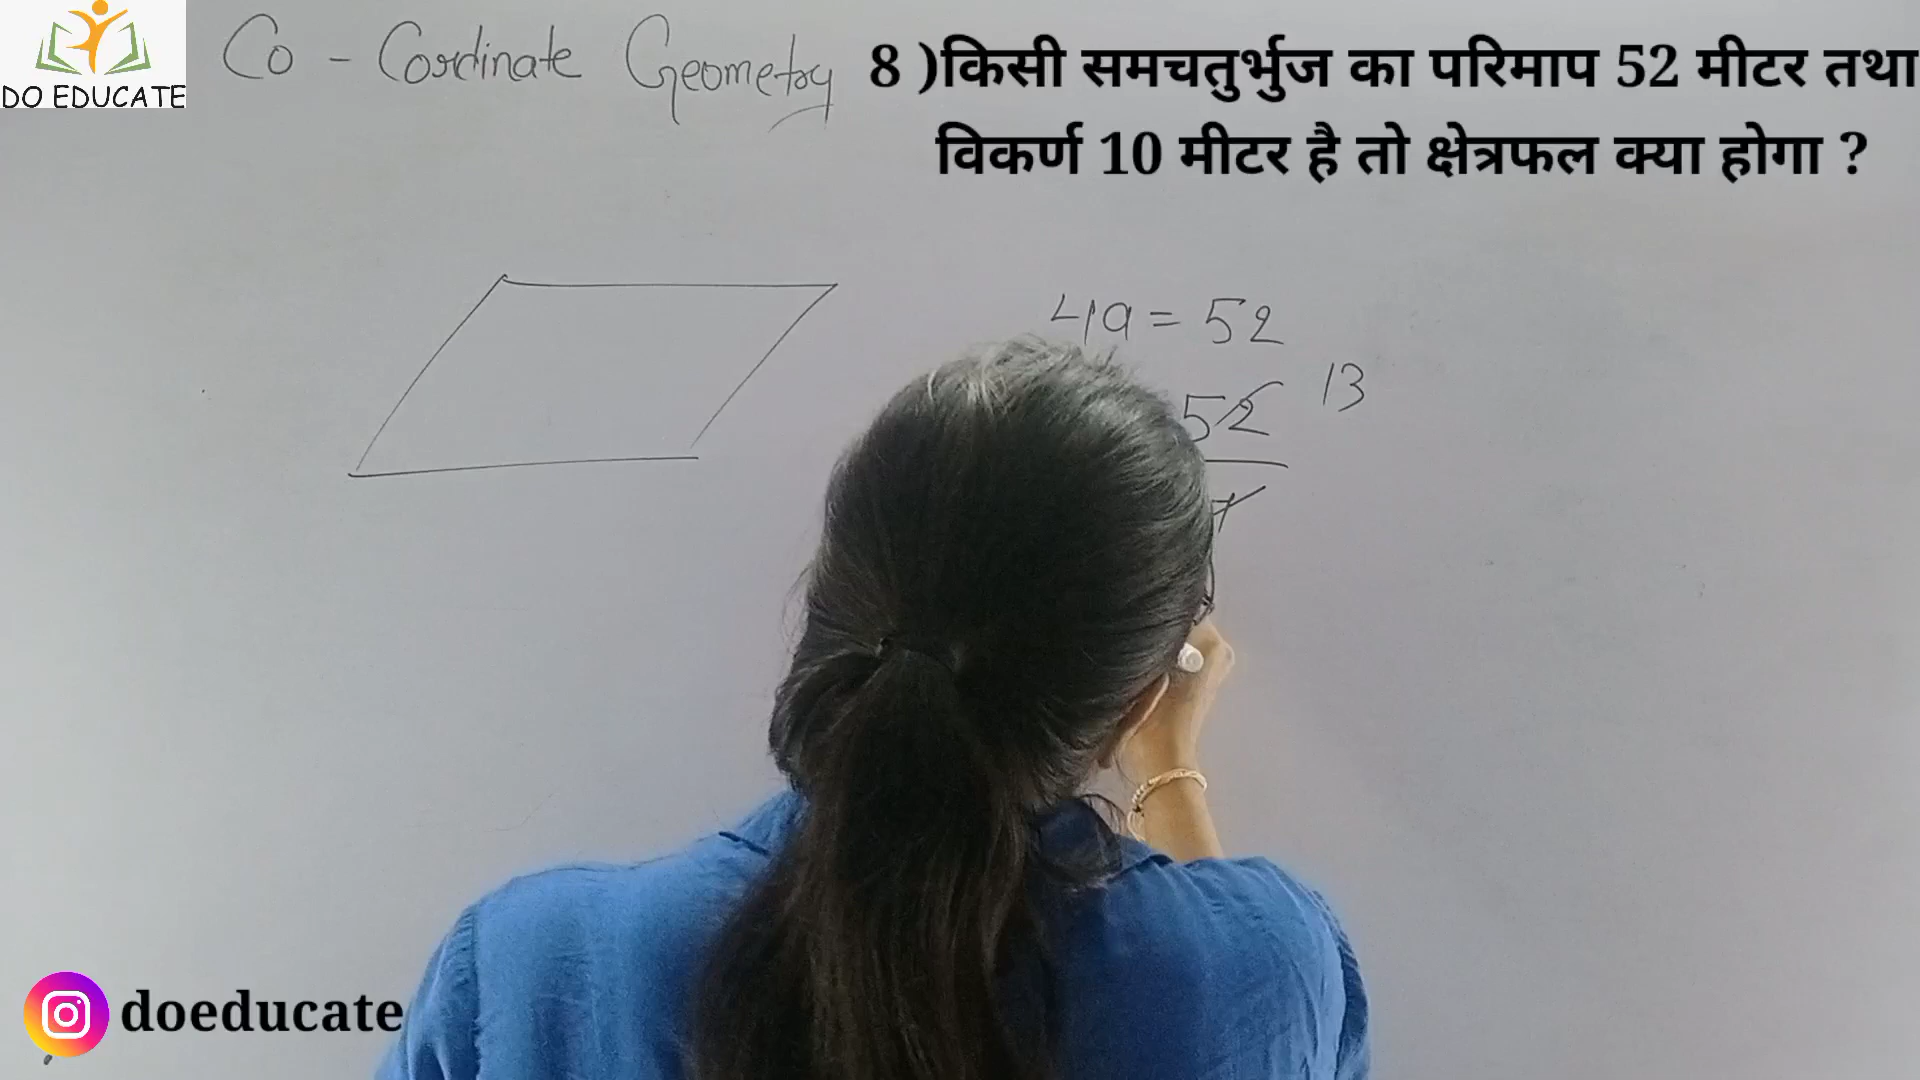 DO EDUCATE
Co - Cordinate Geometry
8 )किसी समचतुर्भुज का परिमाप 52 मीटर तथा
विकर्ण 10 मीटर है तो क्षेत्रफल क्या होगा ?
4a = 52
52 13
doeducate